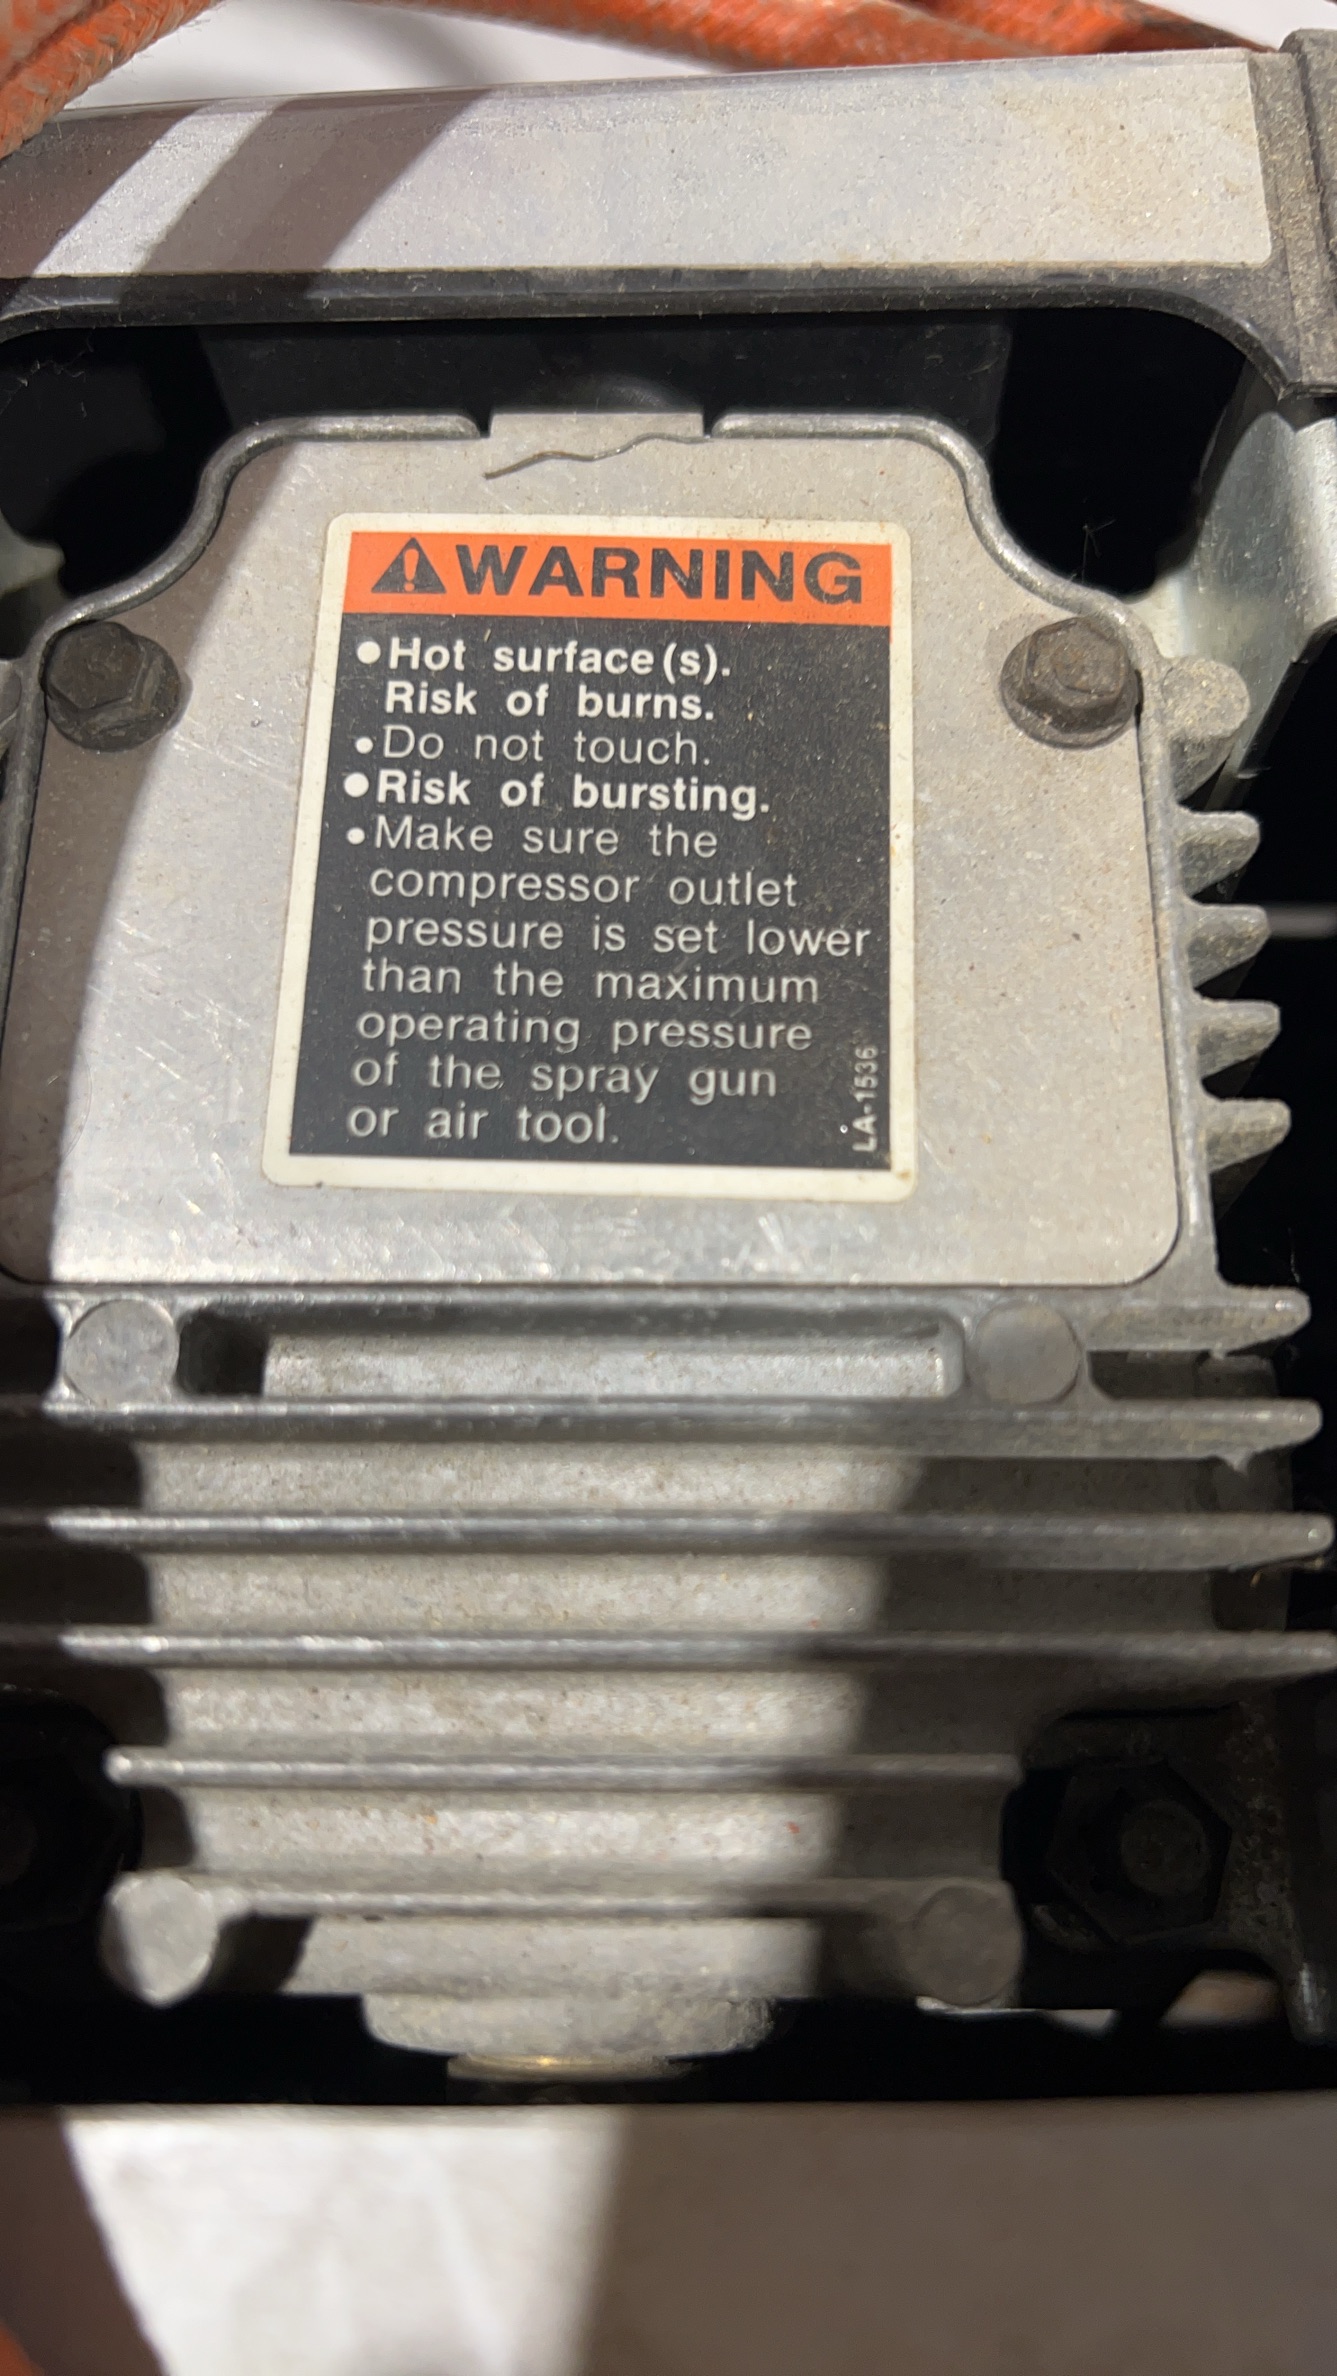 WARNING
●Hot surface(s).
Risk of burns.
•Do not touch.
●Risk of bursting.
•Make sure the
compressor outlet
pressure is set lower
than the maximum
operating pressure
of the spray gun
or air tool.
LA-1536